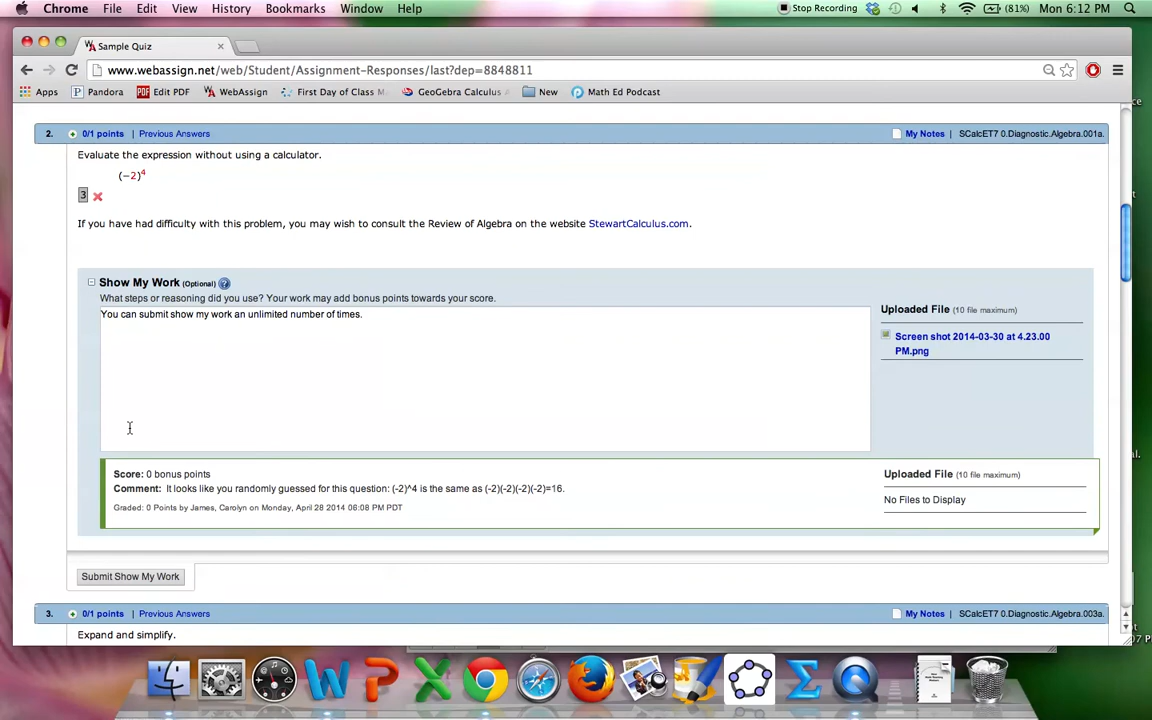 Chrome File Edit View History Bookmarks Window Help Stop Recording (81%) Mon 6:12 PM
Sample Quiz
www.webassign.net/web/Student/Assignment-Responses/last?dep=8848811
Apps Pandora Edit PDF WebAssign First Day of Class GeoGebra Calculus New Math Ed Podcast
2. 0/1 points | Previous Answers My Notes SCalcET7 0.Diagnostic.Algebra.001a.
Evaluate the expression without using a calculator.
(−2)⁴
3
If you have had difficulty with this problem, you may wish to consult the Review of Algebra on the website StewartCalculus.com.
Show My Work (Optional)
What steps or reasoning did you use? Your work may add bonus points towards your score.
You can submit show my work an unlimited number of times.
Uploaded File (10 file maximum)
Screen shot 2014-03-30 at 4.23.00
PM.png
Score: 0 bonus points
Comment: It looks like you randomly guessed for this question: (-2)^4 is the same as (-2)(-2)(-2)(-2)=16.
Graded: 0 Points by James, Carolyn on Monday, April 28 2014 06:08 PM PDT
Uploaded File (10 file maximum)
No Files to Display
Submit Show My Work
3. 0/1 points | Previous Answers My Notes SCalcET7 0.Diagnostic.Algebra.003a.
Expand and simplify.